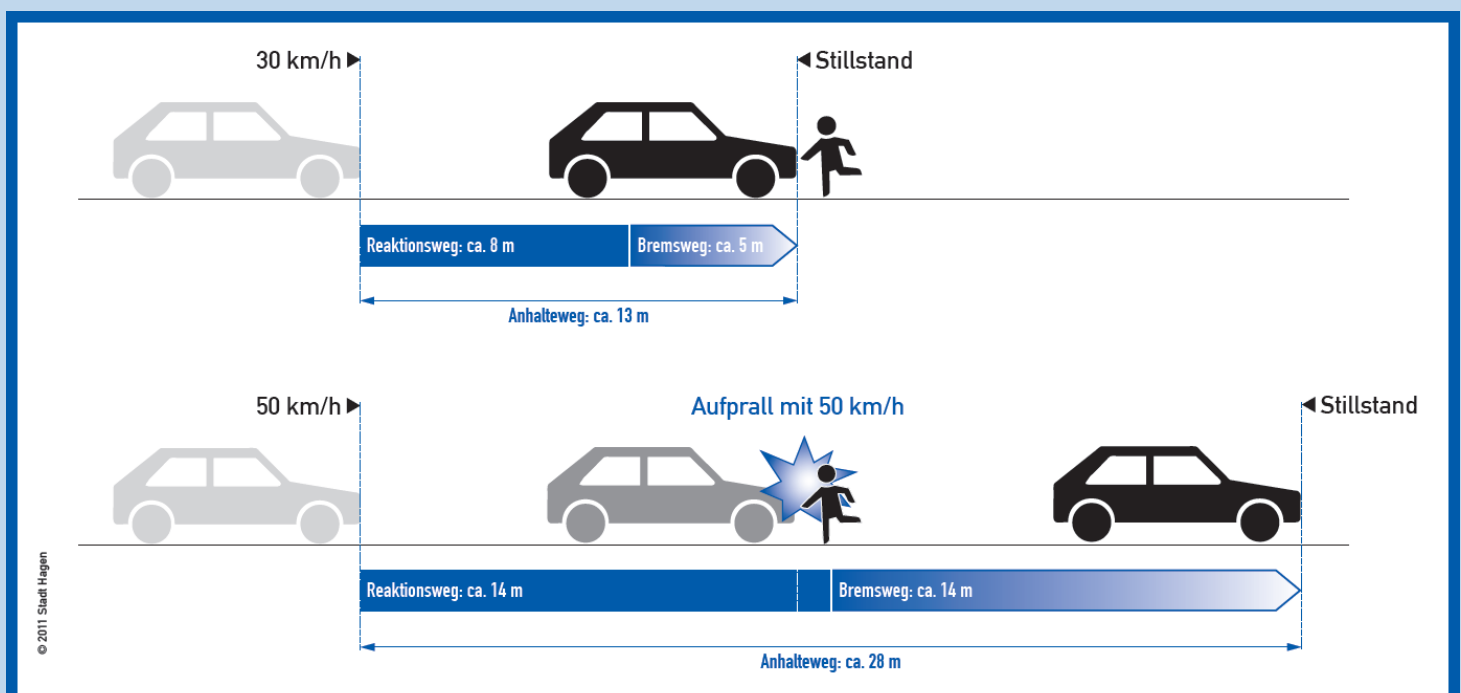 30 km/h
Stillstand
Reaktionsweg: ca. 8 m
Bremsweg: ca. 5 m
Anhalteweg: ca. 13 m
50 km/h
Aufprall mit 50 km/h
Stillstand
Reaktionsweg: ca. 14 m
Bremsweg: ca. 14 m
Anhalteweg: ca. 28 m
© 2011 Stadt Hagen